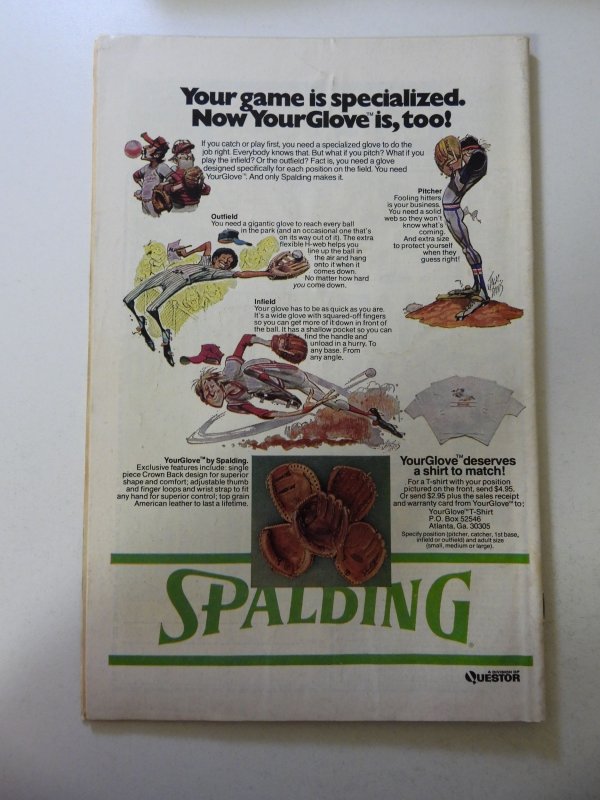 Your game is specialized.
Now YourGlove™ is, too!
If you catch or play first, you need a specialized glove to do the
job right. Everybody knows that. But what if you pitch? What if you
play the infield? Or the outfield? Fact is, you need a glove
designed specifically for each position on the field. You need
YourGlove™. And only Spalding makes it.
Pitcher
Fooling hitters
is your business.
You need a solid
web so they won't
know what's
coming.
And extra size
to protect yourself
when they
guess right!
Outfield
You need a gigantic glove to reach every ball
in the park (and an occasional one that's
on its way out of it). The extra
flexible H-web helps you
line up the ball in
the air and hang
onto it when it
comes down.
No matter how hard
you come down.
Infield
Your glove has to be as quick as you are.
It's a wide glove with squared-off fingers
so you can get more of it down in front of
the ball. It has a shallow pocket so you can
find the handle and
unload in a hurry. To
any base. From
any angle.
YourGlove™ by Spalding.
Exclusive features include: single
piece Crown Back design for superior
shape and comfort; adjustable thumb
and finger loops and wrist strap to fit
any hand for superior control; top grain
American leather to last a lifetime.
YourGlove™ deserves
a shirt to match!
For a T-shirt with your position
pictured on the front, send $4.95.
Or send $2.95 plus the sales receipt
and warranty card from YourGlove™ to:
YourGlove™ T-Shirt
P.O. Box 52546
Atlanta, Ga. 30305
Specify position (pitcher, catcher, 1st base,
infield or outfield) and adult size
(small, medium or large).
SPALDING®
A DIVISION OF
QUESTOR